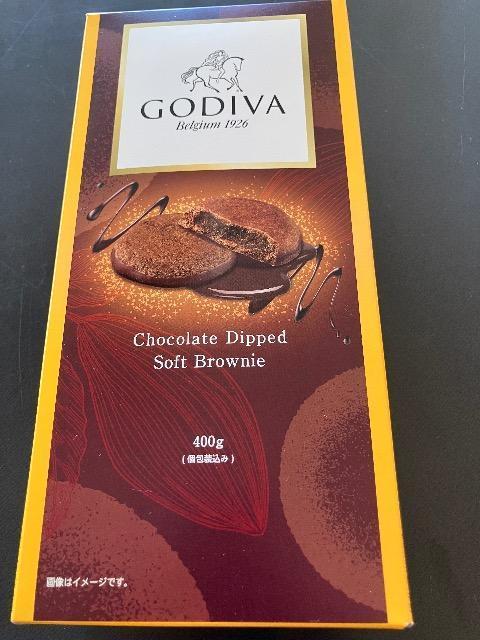 GODIVA
Belgium 1926
Chocolate Dipped
Soft Brownie
400g
(個包装込み)
画像はイメージです。